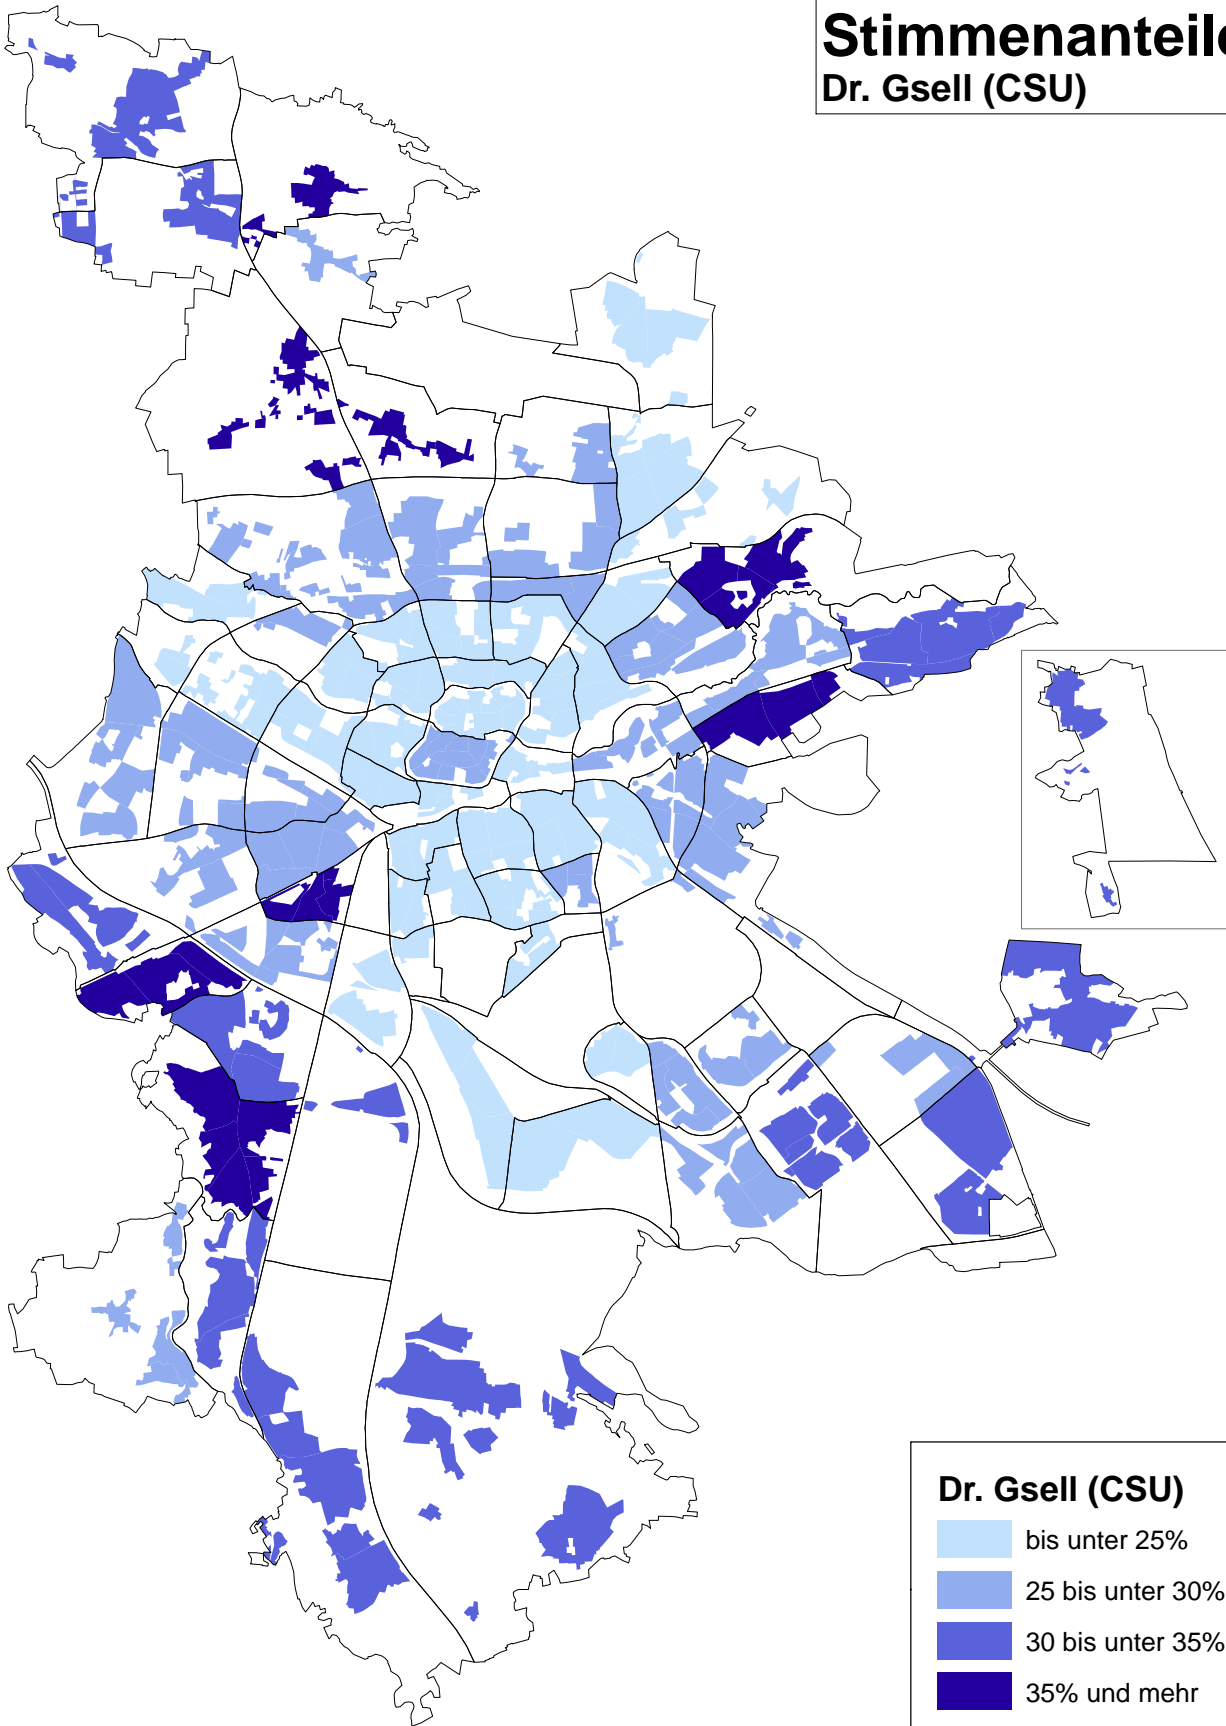 Stimmenanteile
Dr. Gsell (CSU)
Dr. Gsell (CSU)
bis unter 25%
25 bis unter 30%
30 bis unter 35%
35% und mehr